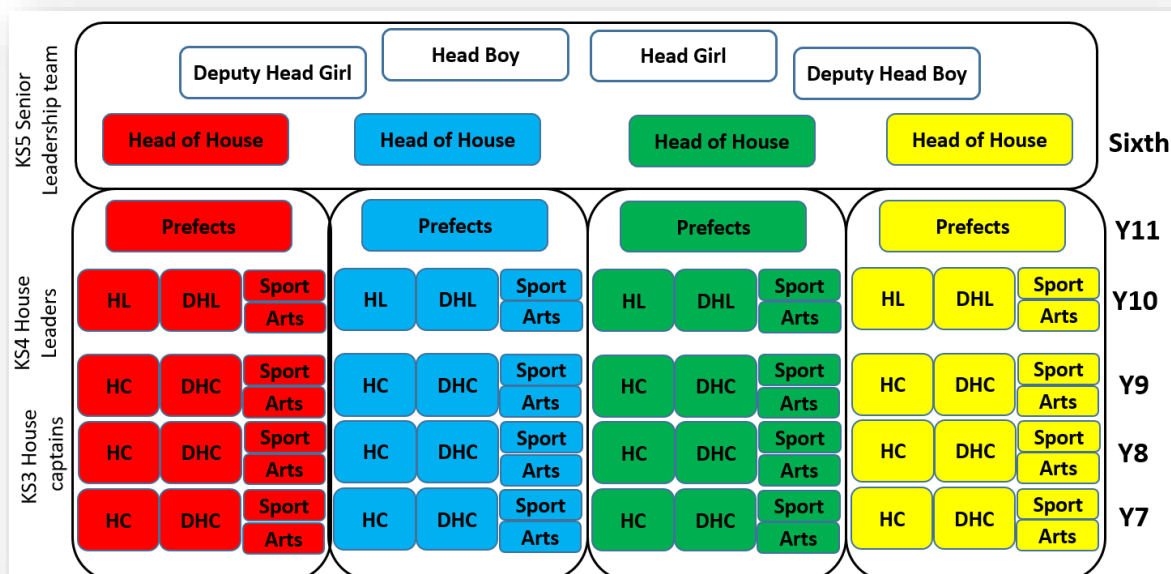 KS5 Senior
Leadership team
Deputy Head Girl
Head Boy
Head Girl
Deputy Head Boy
Head of House
Head of House
Head of House
Head of House
Sixth
Prefects
Prefects
Prefects
Prefects
Y11
KS4 House
Leaders
HL
DHL
Sport
Arts
HL
DHL
Sport
Arts
HL
DHL
Sport
Arts
HL
DHL
Sport
Arts
Y10
KS3 House
captains
HC
DHC
Sport
Arts
HC
DHC
Sport
Arts
HC
DHC
Sport
Arts
HC
DHC
Sport
Arts
Y9
HC
DHC
Sport
Arts
HC
DHC
Sport
Arts
HC
DHC
Sport
Arts
HC
DHC
Sport
Arts
Y8
HC
DHC
Sport
Arts
HC
DHC
Sport
Arts
HC
DHC
Sport
Arts
HC
DHC
Sport
Arts
Y7